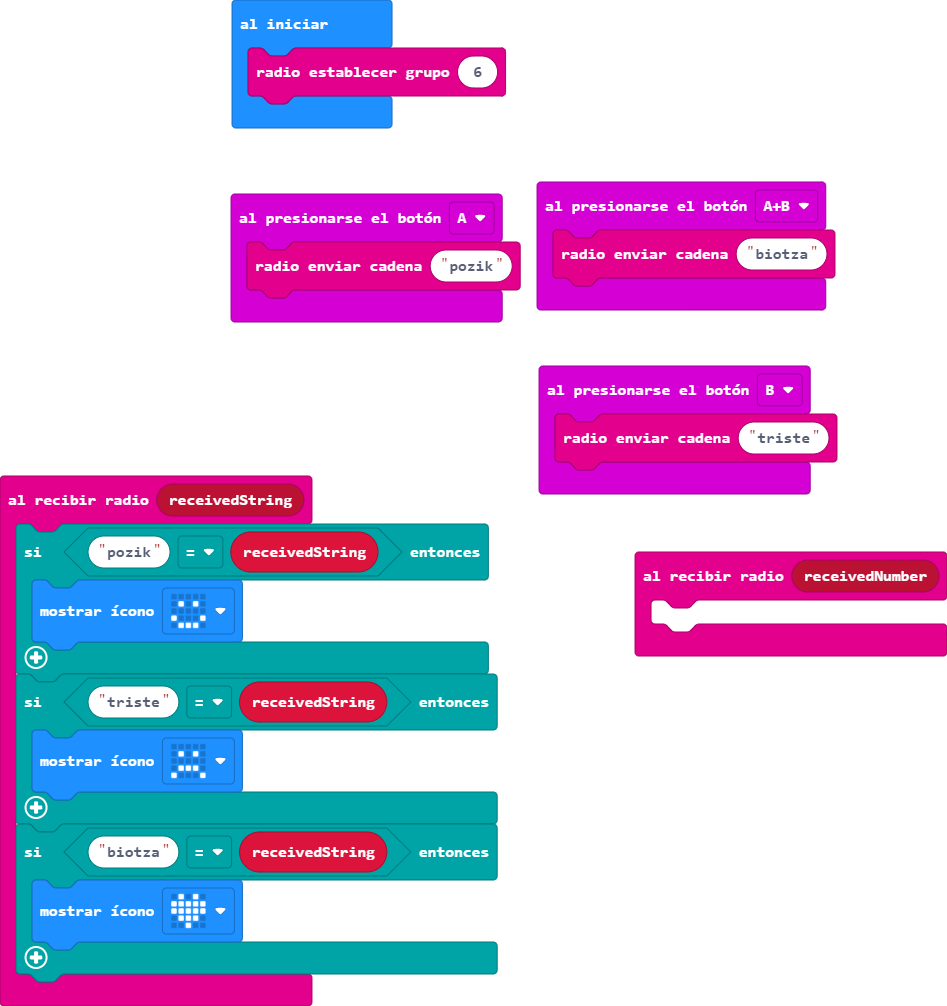 al iniciar
radio establecer grupo 6
al presionarse el botón A
radio enviar cadena "pozik"
al presionarse el botón A+B
radio enviar cadena "biotza"
al presionarse el botón B
radio enviar cadena "triste"
al recibir radio receivedString
si "pozik" = receivedString entonces
mostrar ícono
si "triste" = receivedString entonces
mostrar ícono
si "biotza" = receivedString entonces
mostrar ícono
al recibir radio receivedNumber